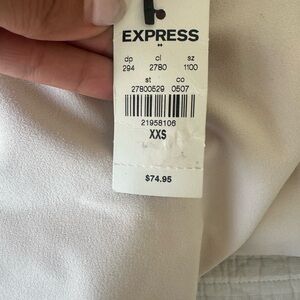 EXPRESS
dp cl sz
294 2780 1100
st co
27800529 0507
21958106
XXS
$74.95